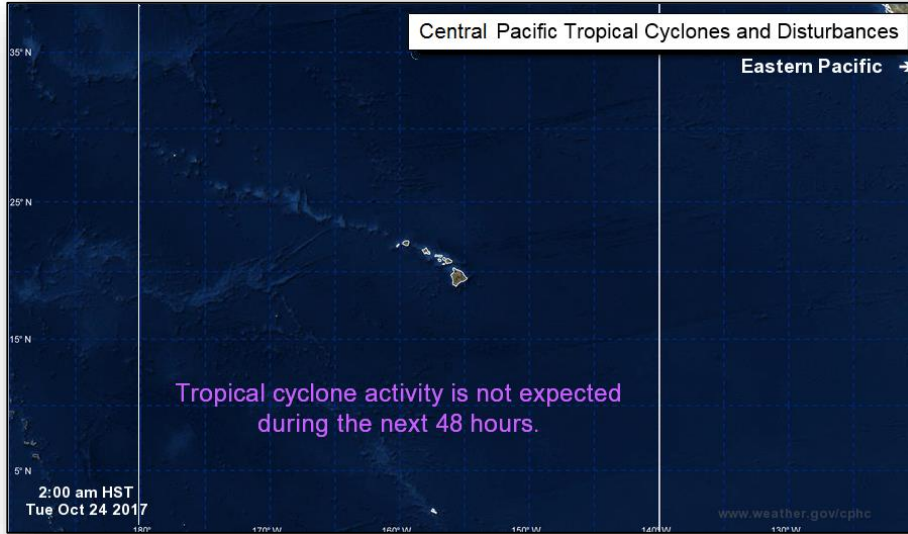 Central Pacific Tropical Cyclones and Disturbances
Eastern Pacific →
35° N
25° N
15° N
Tropical cyclone activity is not expected
during the next 48 hours.
5° N
2:00 am HST
Tue Oct 24 2017
www.weather.gov/cphc
180° 170° W 160° W 150° W 140° W 130° W